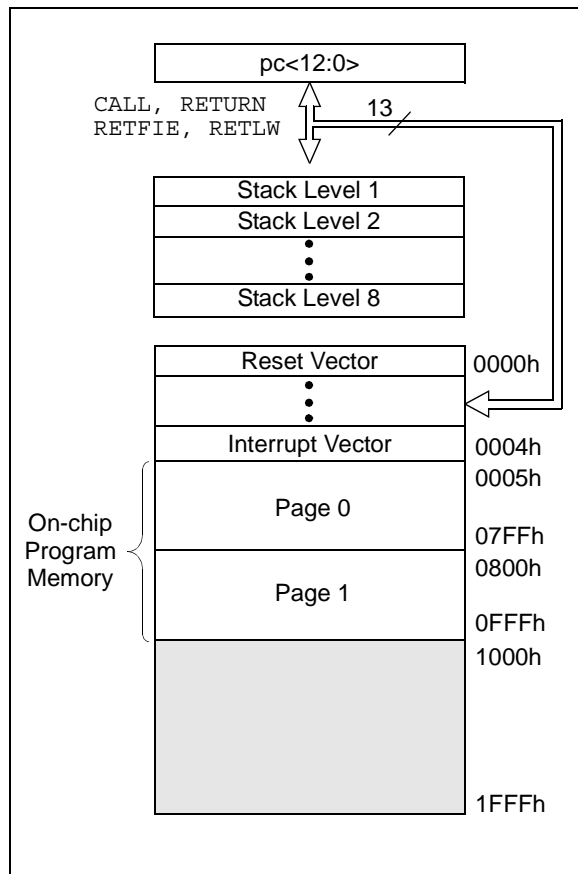 pc<12:0>
CALL, RETURN
RETFIE, RETLW
13
Stack Level 1
Stack Level 2
Stack Level 8
Reset Vector
0000h
Interrupt Vector
0004h
0005h
On-chip
Program
Memory
Page 0
07FFh
0800h
Page 1
0FFFh
1000h
1FFFh